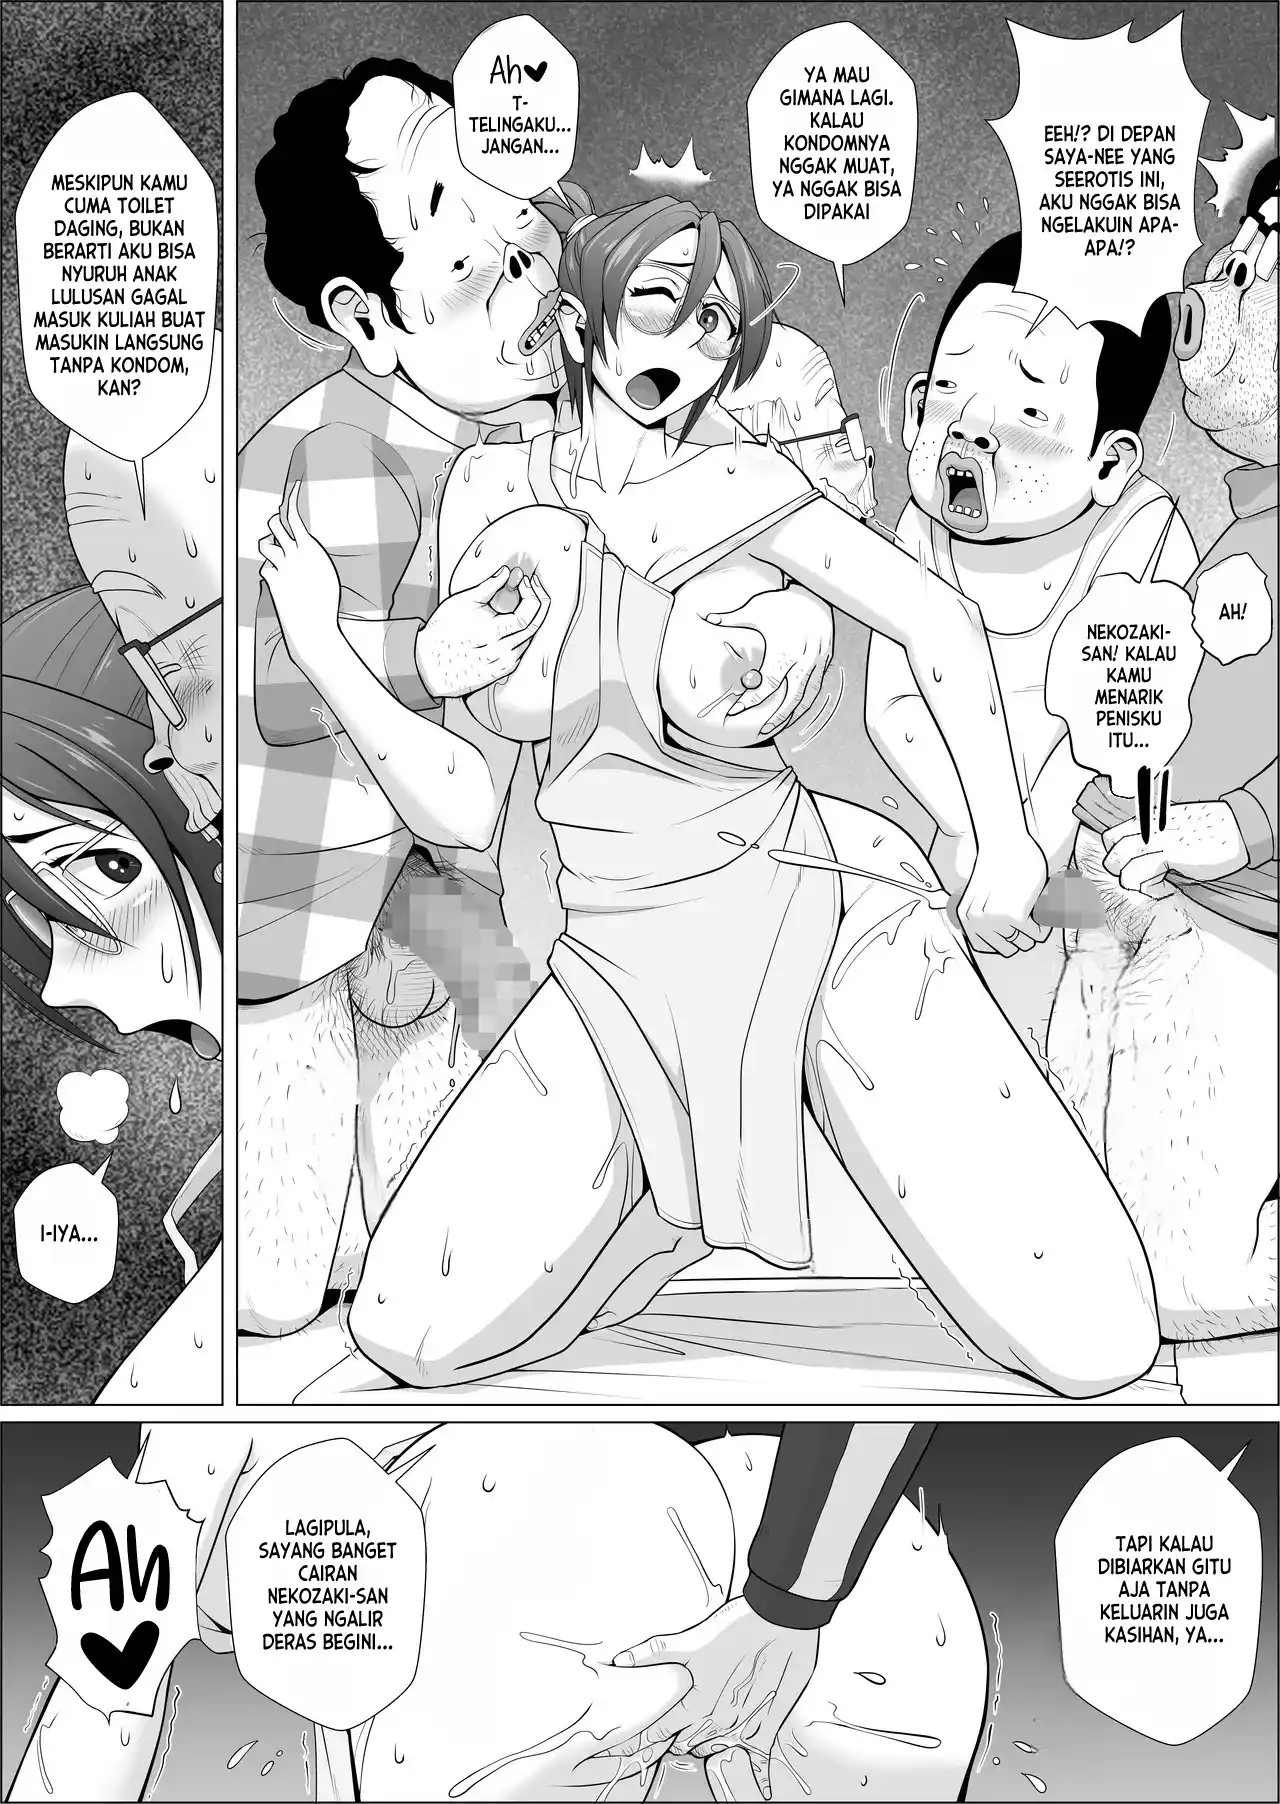 EEH!? DI DEPAN
SAYA-NEE YANG
SEEROTIS INI,
AKU NGGAK BISA
NGELAKUIN APA-
APA!?
YA MAU
GIMANA LAGI.
KALAU
KONDOMNYA
NGGAK MUAT,
YA NGGAK BISA
DIPAKAI
Ah♥
T-
TELINGAKU...
JANGAN...
AH!
NEKOZAKI-
SAN! KALAU
KAMU
MENARIK
PENISKU
ITU...
MESKIPUN KAMU
CUMA TOILET
DAGING, BUKAN
BERARTI AKU BISA
NYURUH ANAK
LULUSAN GAGAL
MASUK KULIAH BUAT
MASUKIN LANGSUNG
TANPA KONDOM,
KAN?
I-IYA...
TAPI KALAU
DIBIARKAN GITU
AJA TANPA
KELUARIN JUGA
KASIHAN, YA...
LAGIPULA,
SAYANG BANGET
CAIRAN
NEKOZAKI-SAN
YANG NGALIR
DERAS BEGINI...
Ah
♥